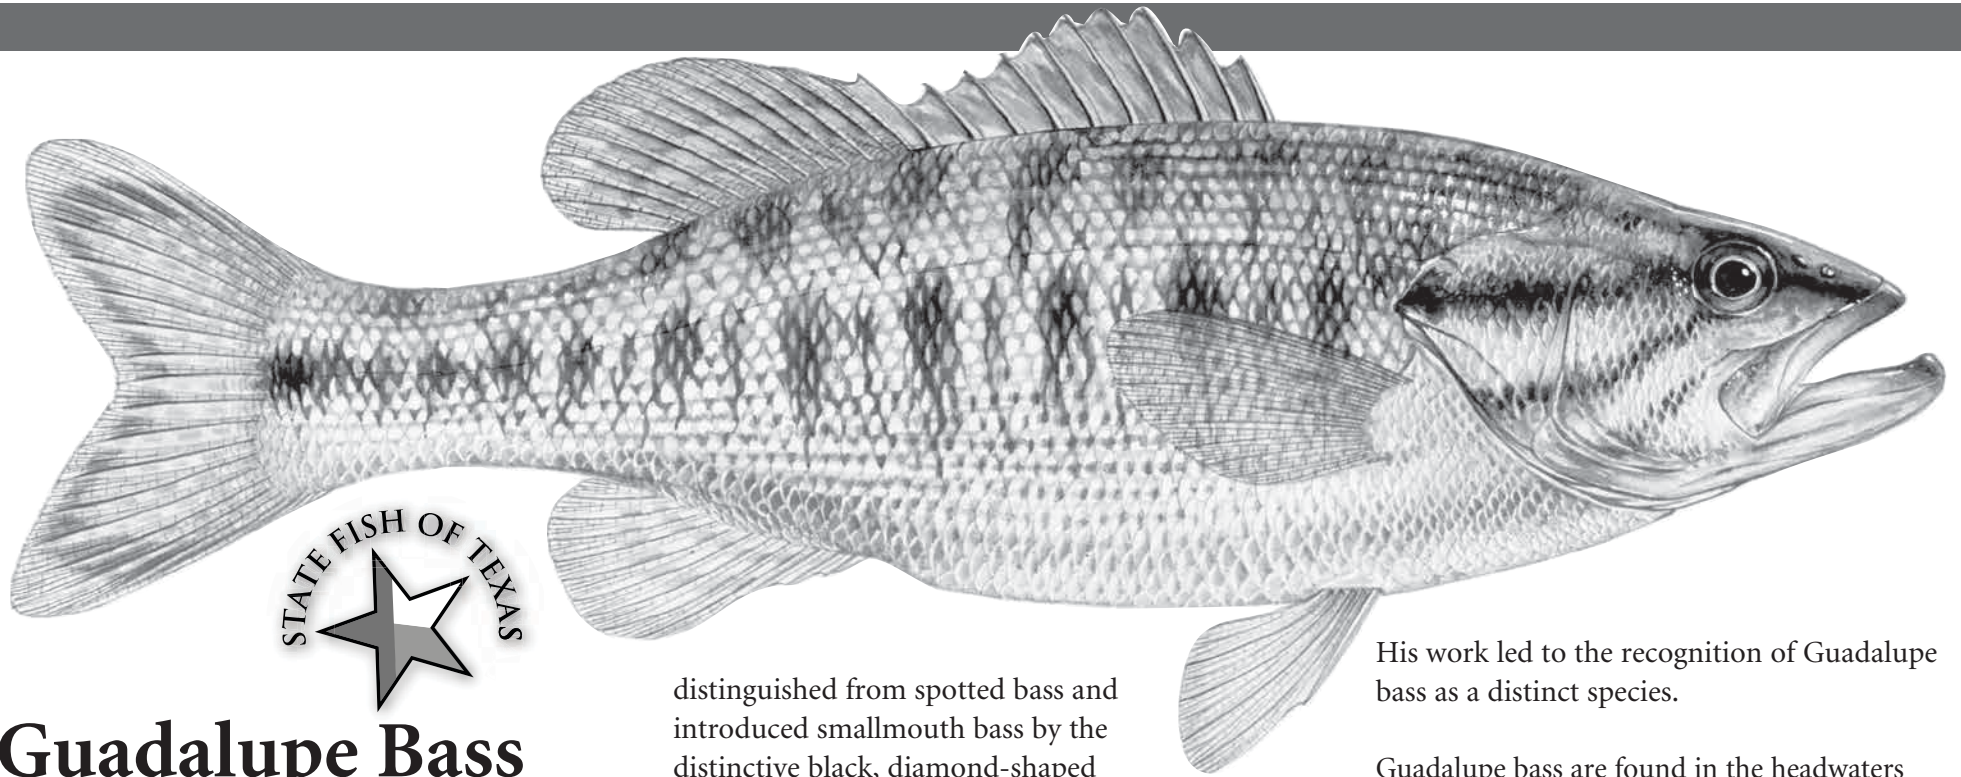 STATE FISH OF TEXAS
Guadalupe Bass
distinguished from spotted bass and
introduced smallmouth bass by the
distinctive black, diamond-shaped
His work led to the recognition of Guadalupe
bass as a distinct species.
Guadalupe bass are found in the headwaters